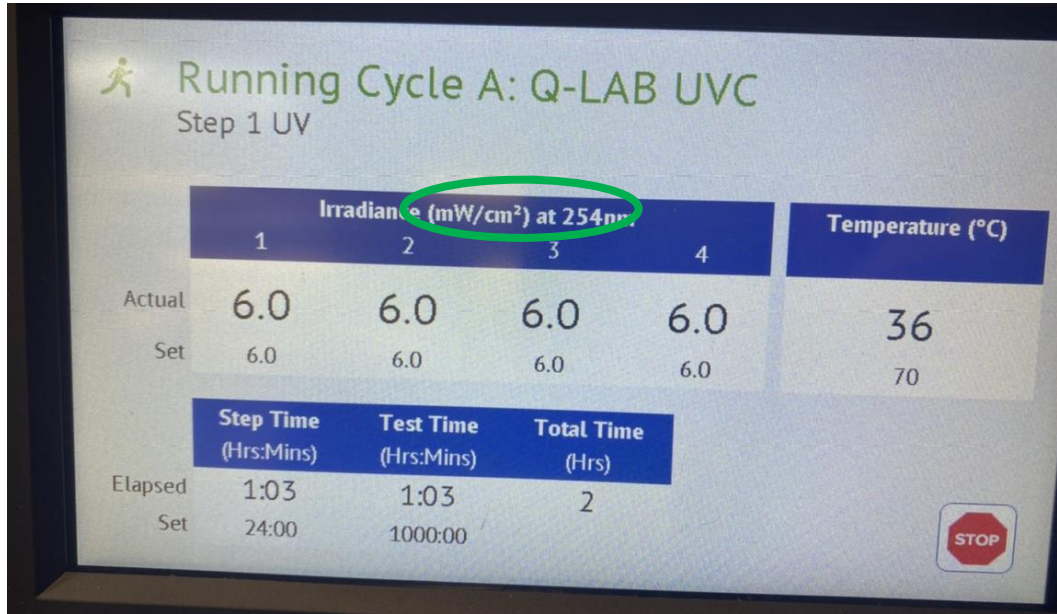 Running Cycle A: Q-LAB UVC
Step 1 UV
Irradiance (mW/cm²) at 254nm
Temperature (°C)
1 2 3 4
Actual 6.0 6.0 6.0 6.0 36
Set 6.0 6.0 6.0 6.0 70
Step Time Test Time Total Time
(Hrs:Mins) (Hrs:Mins) (Hrs)
Elapsed 1:03 1:03 2
Set 24:00 1000:00
STOP